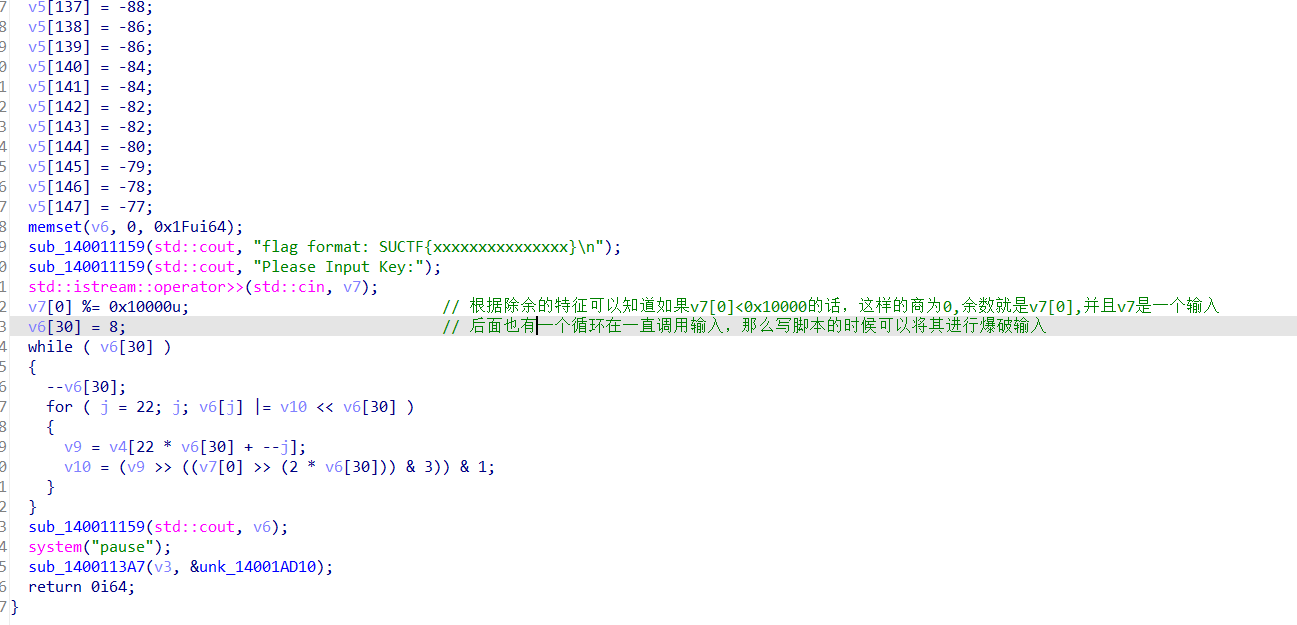 7 v5[137] = -88;
8 v5[138] = -86;
9 v5[139] = -86;
0 v5[140] = -84;
1 v5[141] = -84;
2 v5[142] = -82;
3 v5[143] = -82;
4 v5[144] = -80;
5 v5[145] = -79;
6 v5[146] = -78;
7 v5[147] = -77;
8 memset(v6, 0, 0x1Fui64);
9 sub_140011159(std::cout, "flag format: SUCTF{xxxxxxxxxxxxxxx}\n");
0 sub_140011159(std::cout, "Please Input Key:");
1 std::istream::operator>>(std::cin, v7);
2 v7[0] %= 0x10000u; // 根据除余的特征可以知道如果v7[0]<0x10000的话，这样的商为0,余数就是v7[0],并且v7是一个输入
3 v6[30] = 8; // 后面也有一个循环在一直调用输入，那么写脚本的时候可以将其进行爆破输入
4 while ( v6[30] )
5 {
6 --v6[30];
7 for ( j = 22; j; v6[j] |= v10 << v6[30] )
8 {
9 v9 = v4[22 * v6[30] + --j];
0 v10 = (v9 >> ((v7[0] >> (2 * v6[30])) & 3)) & 1;
1 }
2 }
3 sub_140011159(std::cout, v6);
4 system("pause");
5 sub_1400113A7(v3, &unk_14001AD10);
6 return 0i64;
7 }